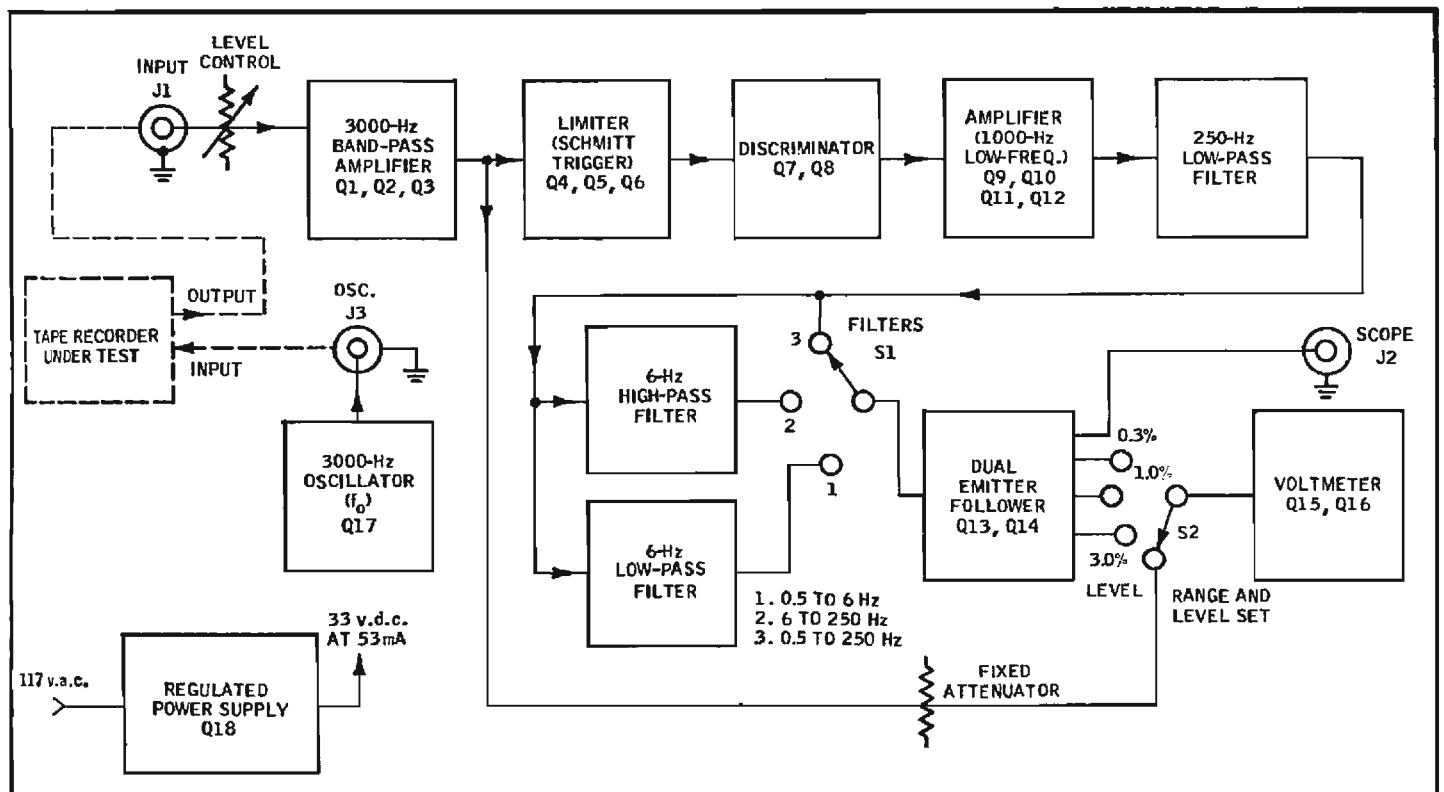 INPUT
J1
LEVEL
CONTROL
3000-Hz
BAND-PASS
AMPLIFIER
Q1, Q2, Q3
LIMITER
(SCHMITT
TRIGGER)
Q4, Q5, Q6
DISCRIMINATOR
Q7, Q8
AMPLIFIER
(1000-Hz
LOW-FREQ.)
Q9, Q10
Q11, Q12
250-Hz
LOW-PASS
FILTER
TAPE RECORDER
UNDER TEST
OUTPUT
INPUT
OSC.
J3
3000-Hz
OSCILLATOR
(fo)
Q17
FILTERS
S1
3
2
1
6-Hz
HIGH-PASS
FILTER
6-Hz
LOW-PASS
FILTER
1. 0.5 TO 6 Hz
2. 6 TO 250 Hz
3. 0.5 TO 250 Hz
DUAL
EMITTER
FOLLOWER
Q13, Q14
SCOPE
J2
0.3%
1.0%
3.0%
LEVEL
S2
RANGE AND
LEVEL SET
VOLTMETER
Q15, Q16
FIXED
ATTENUATOR
117 v.a.c.
REGULATED
POWER SUPPLY
Q18
33 v.d.c.
AT 53mA